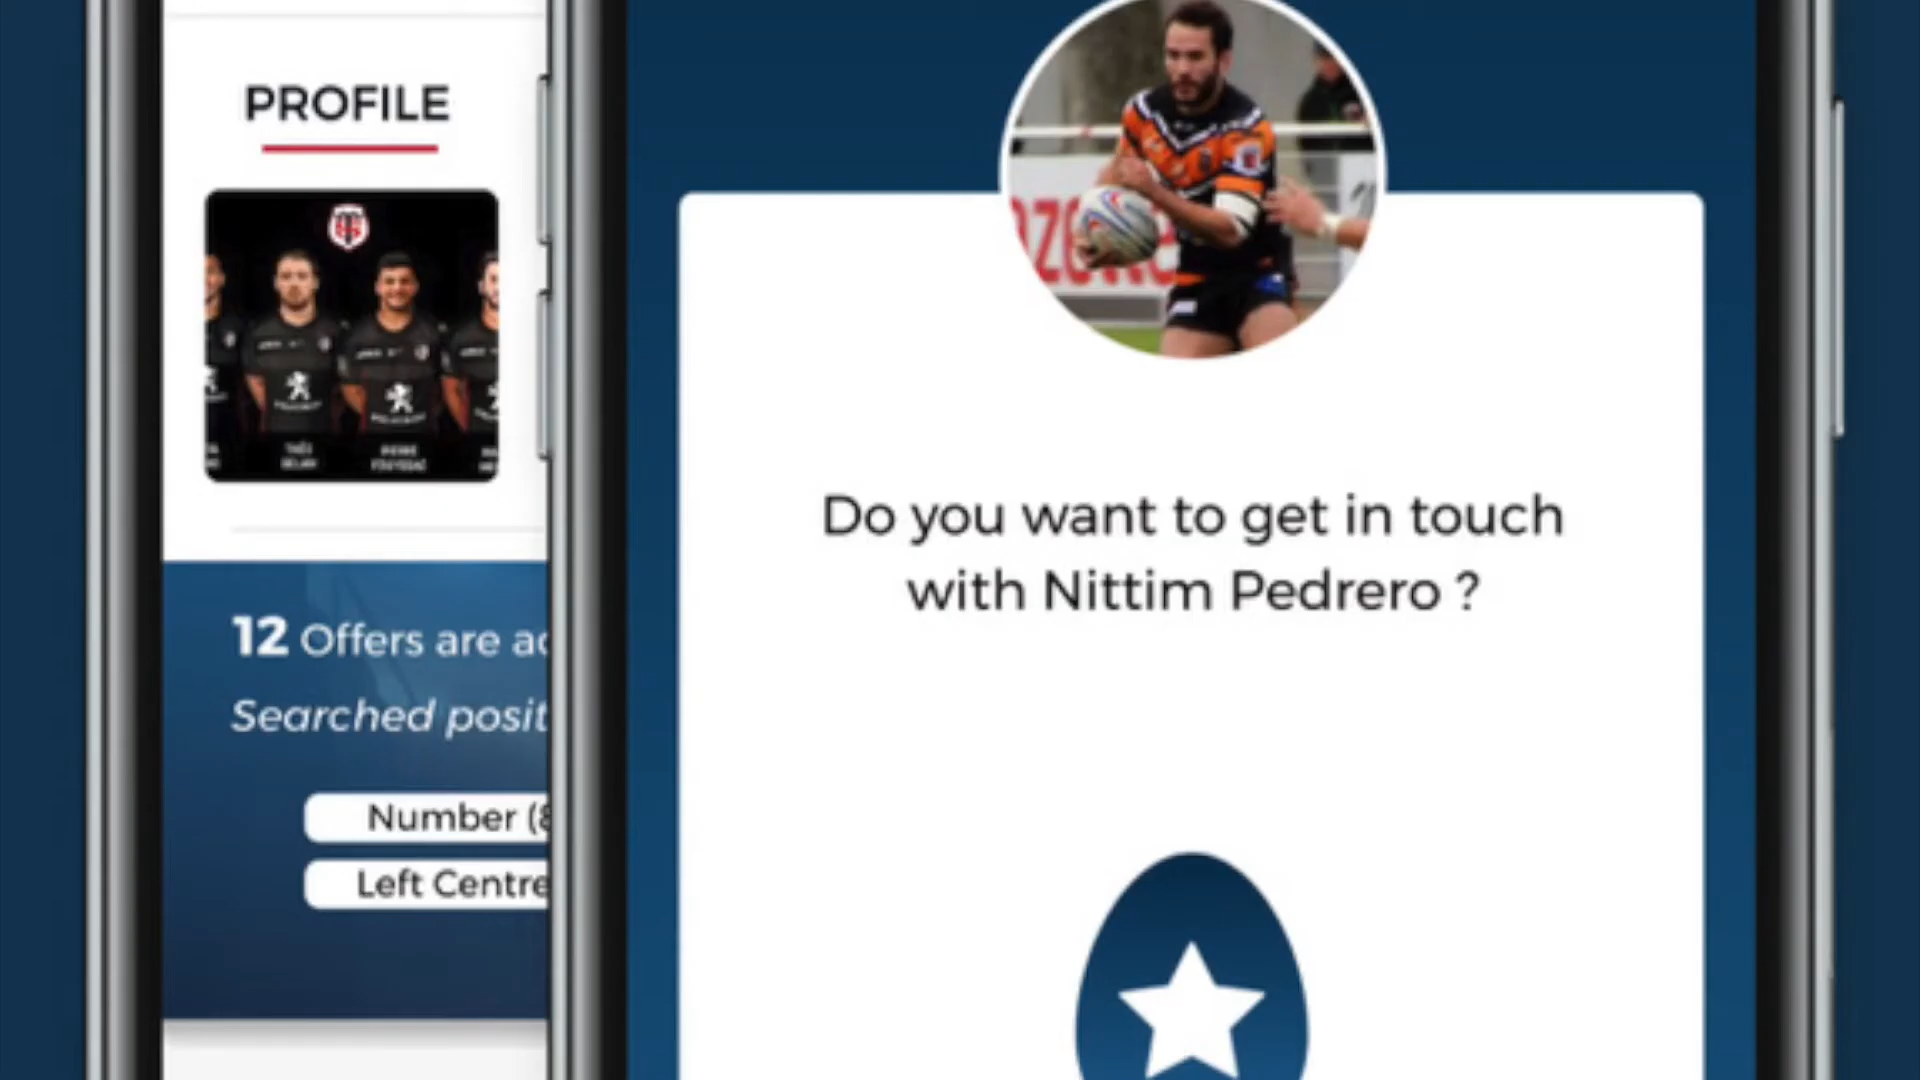 PROFILE
12 Offers are ac
Searched posit
Number (8
Left Centre
Do you want to get in touch
with Nittim Pedrero ?